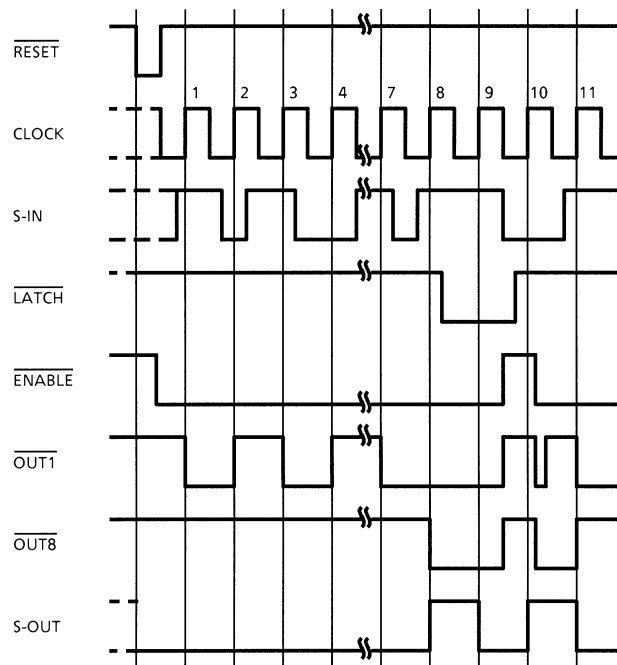 RESET
1 2 3 4 7 8 9 10 11
CLOCK
S-IN
LATCH
ENABLE
OUT1
OUT8
S-OUT